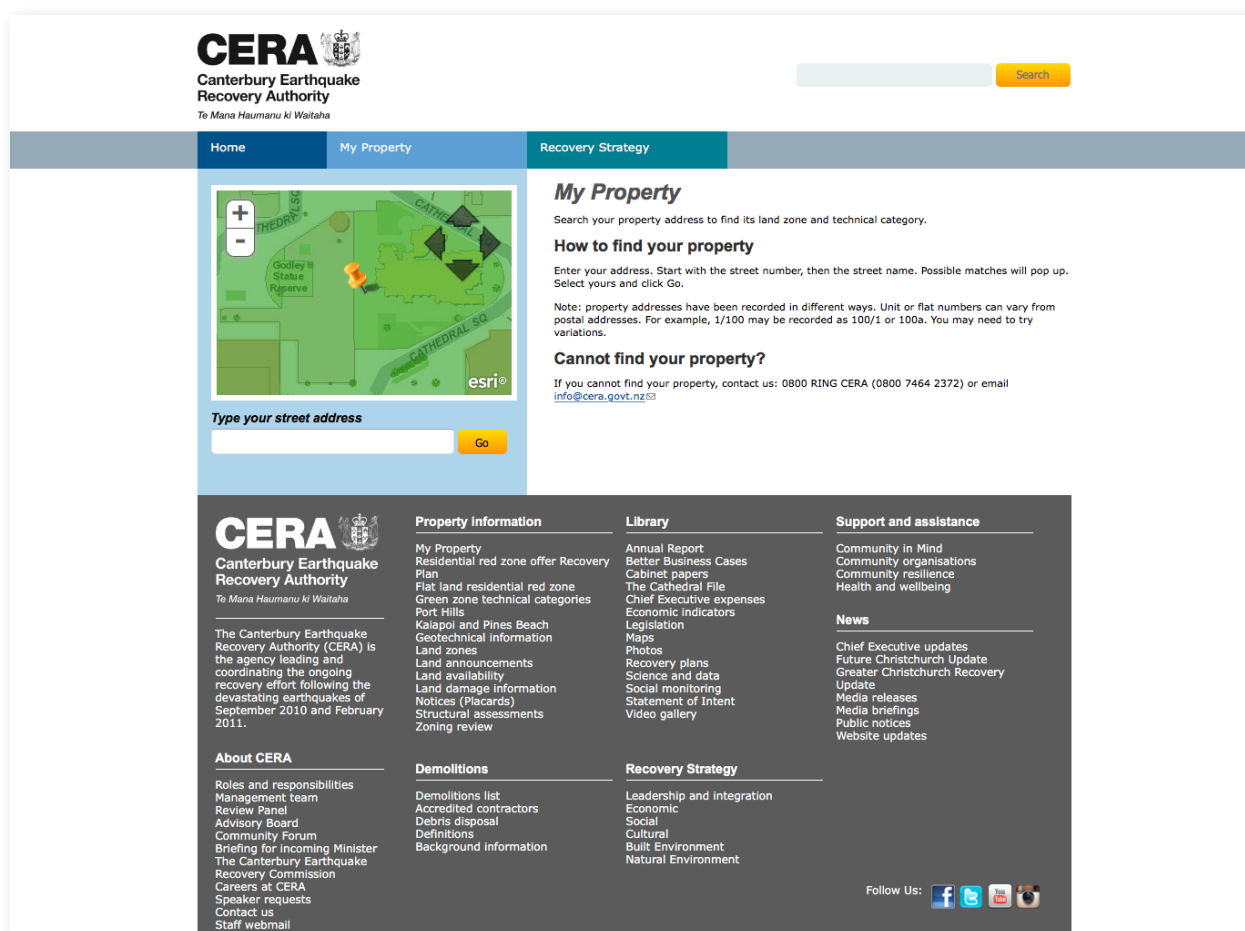 CERA
Canterbury Earthquake
Recovery Authority
Te Mana Haumanu ki Waitaha
Search
Home
My Property
Recovery Strategy
+
-
CATHEDRAL
Godley
Statue
Reserve
CATHEDRAL SQ
esri
Type your street address
Go
My Property
Search your property address to find its land zone and technical category.
How to find your property
Enter your address. Start with the street number, then the street name. Possible matches will pop up.
Select yours and click Go.
Note: property addresses have been recorded in different ways. Unit or flat numbers can vary from
postal addresses. For example, 1/100 may be recorded as 100/1 or 100a. You may need to try
variations.
Cannot find your property?
If you cannot find your property, contact us: 0800 RING CERA (0800 7464 2372) or email
info@cera.govt.nz
CERA
Canterbury Earthquake
Recovery Authority
Te Mana Haumanu ki Waitaha
The Canterbury Earthquake
Recovery Authority (CERA) is
the agency leading and
coordinating the ongoing
recovery effort following the
devastating earthquakes of
September 2010 and February
2011.
About CERA
Roles and responsibilities
Management team
Review Panel
Advisory Board
Community Forum
Briefing for incoming Minister
The Canterbury Earthquake
Recovery Commission
Careers at CERA
Speaker requests
Contact us
Staff webmail
Property information
My Property
Residential red zone offer Recovery
Plan
Flat land residential red zone
Green zone technical categories
Port Hills
Kaiapoi and Pines Beach
Geotechnical information
Land zones
Land announcements
Land availability
Land damage information
Notices (Placards)
Structural assessments
Zoning review
Demolitions
Demolitions list
Accredited contractors
Debris disposal
Definitions
Background information
Library
Annual Report
Better Business Cases
Cabinet papers
The Cathedral File
Chief Executive expenses
Economic indicators
Legislation
Maps
Photos
Recovery plans
Science and data
Social monitoring
Statement of Intent
Video gallery
Recovery Strategy
Leadership and integration
Economic
Social
Cultural
Built Environment
Natural Environment
Support and assistance
Community in Mind
Community organisations
Community resilience
Health and wellbeing
News
Chief Executive updates
Future Christchurch Update
Greater Christchurch Recovery
Update
Media releases
Media briefings
Public notices
Website updates
Follow Us: